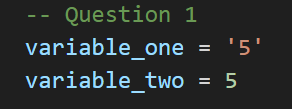 -- Question 1
variable_one = '5'
variable_two = 5